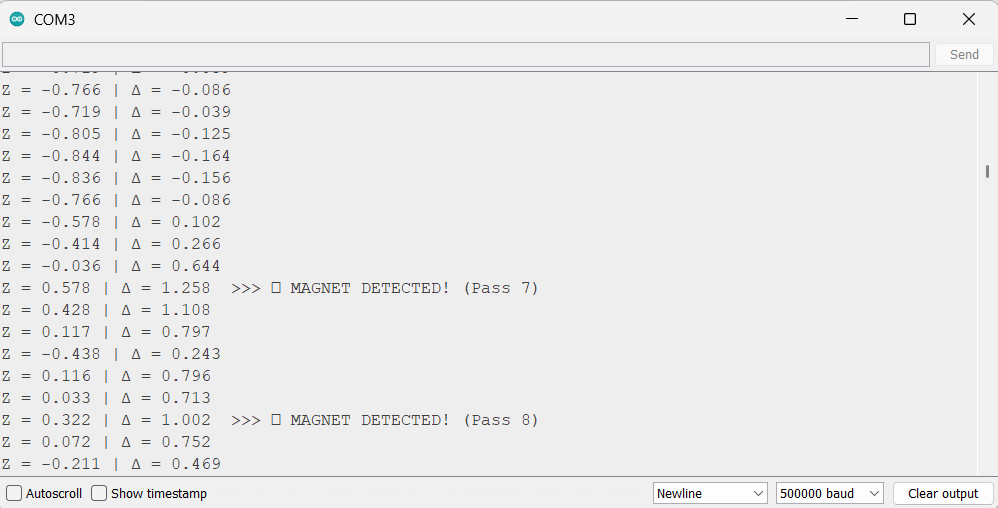 COM3
Send
Z = -0.766 | Δ = -0.086
Z = -0.719 | Δ = -0.039
Z = -0.805 | Δ = -0.125
Z = -0.844 | Δ = -0.164
Z = -0.836 | Δ = -0.156
Z = -0.766 | Δ = -0.086
Z = -0.578 | Δ = 0.102
Z = -0.414 | Δ = 0.266
Z = -0.036 | Δ = 0.644
Z = 0.578 | Δ = 1.258  >>> ▯ MAGNET DETECTED! (Pass 7)
Z = 0.428 | Δ = 1.108
Z = 0.117 | Δ = 0.797
Z = -0.438 | Δ = 0.243
Z = 0.116 | Δ = 0.796
Z = 0.033 | Δ = 0.713
Z = 0.322 | Δ = 1.002  >>> ▯ MAGNET DETECTED! (Pass 8)
Z = 0.072 | Δ = 0.752
Z = -0.211 | Δ = 0.469
Autoscroll Show timestamp Newline 500000 baud Clear output